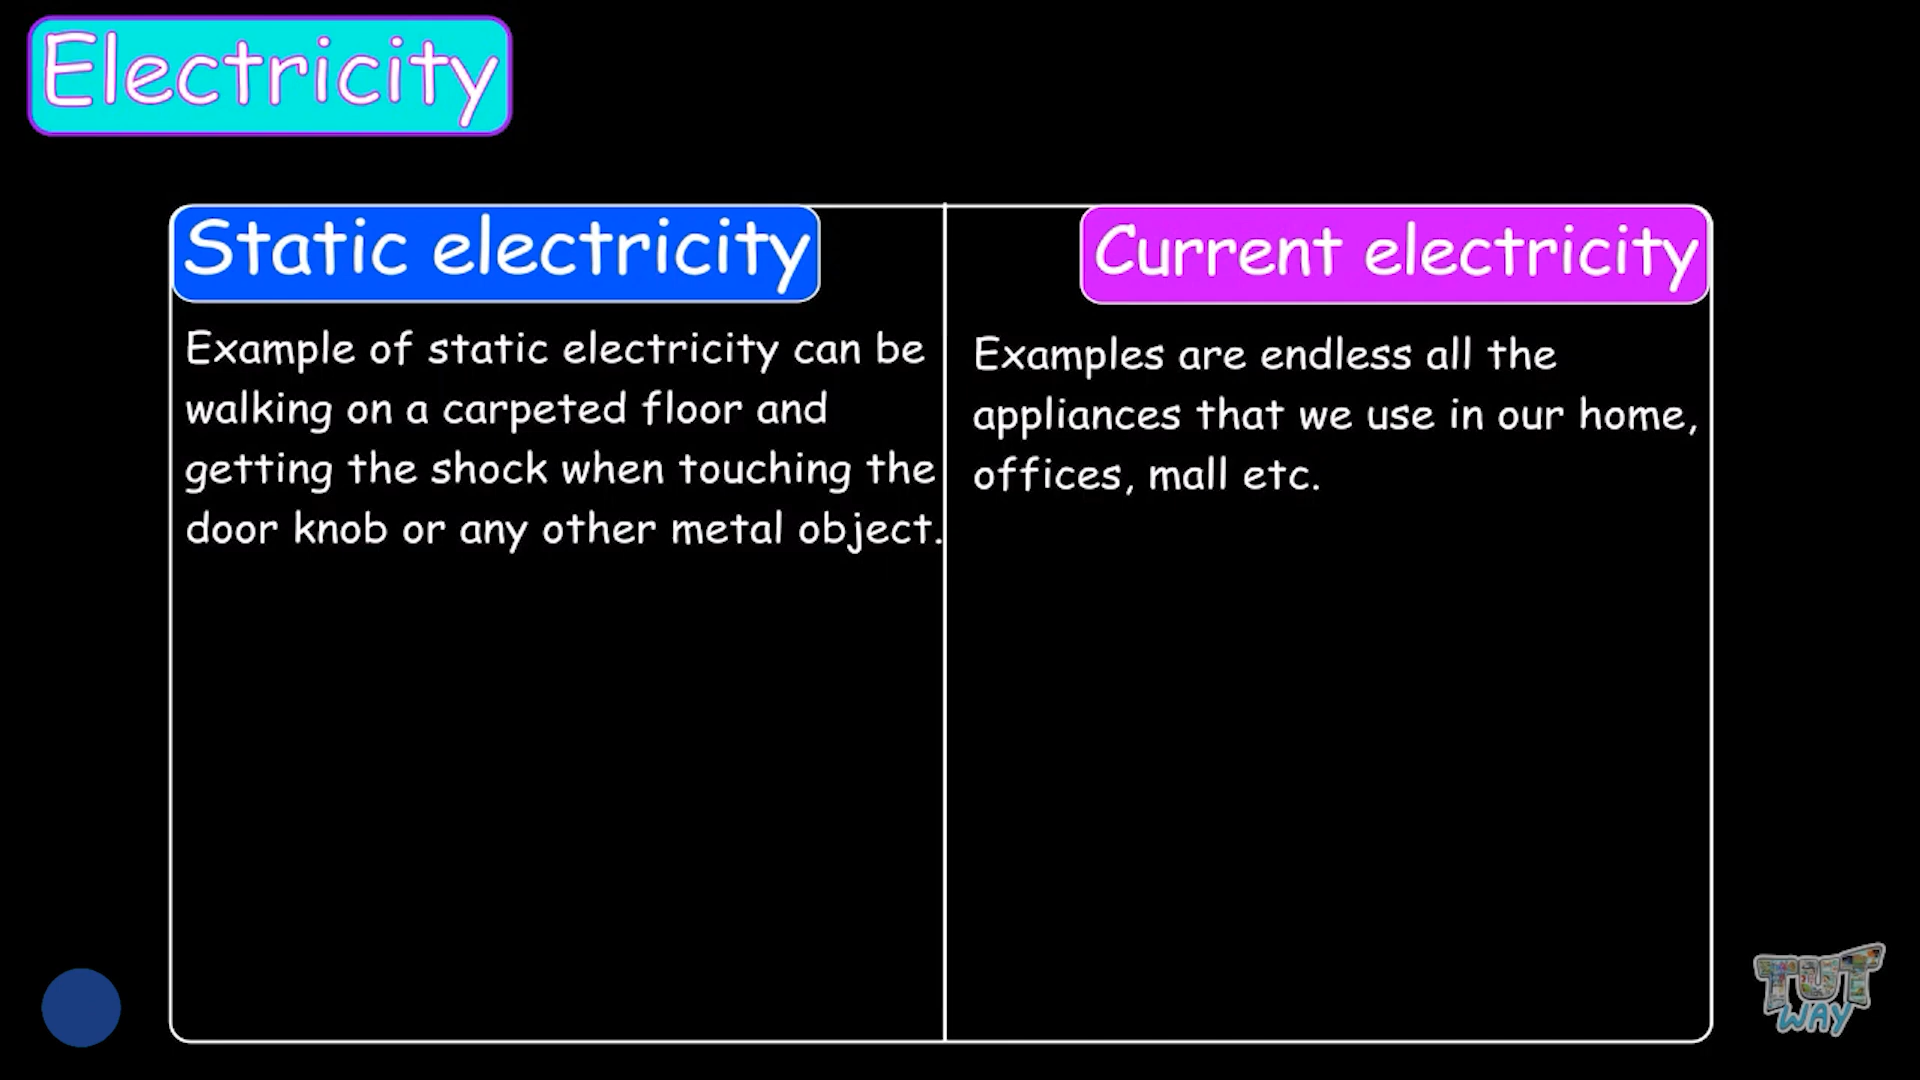 Electricity
Static electricity
Example of static electricity can be
walking on a carpeted floor and
getting the shock when touching the
door knob or any other metal object.
Current electricity
Examples are endless all the
appliances that we use in our home,
offices, mall etc.
TUT
WAY